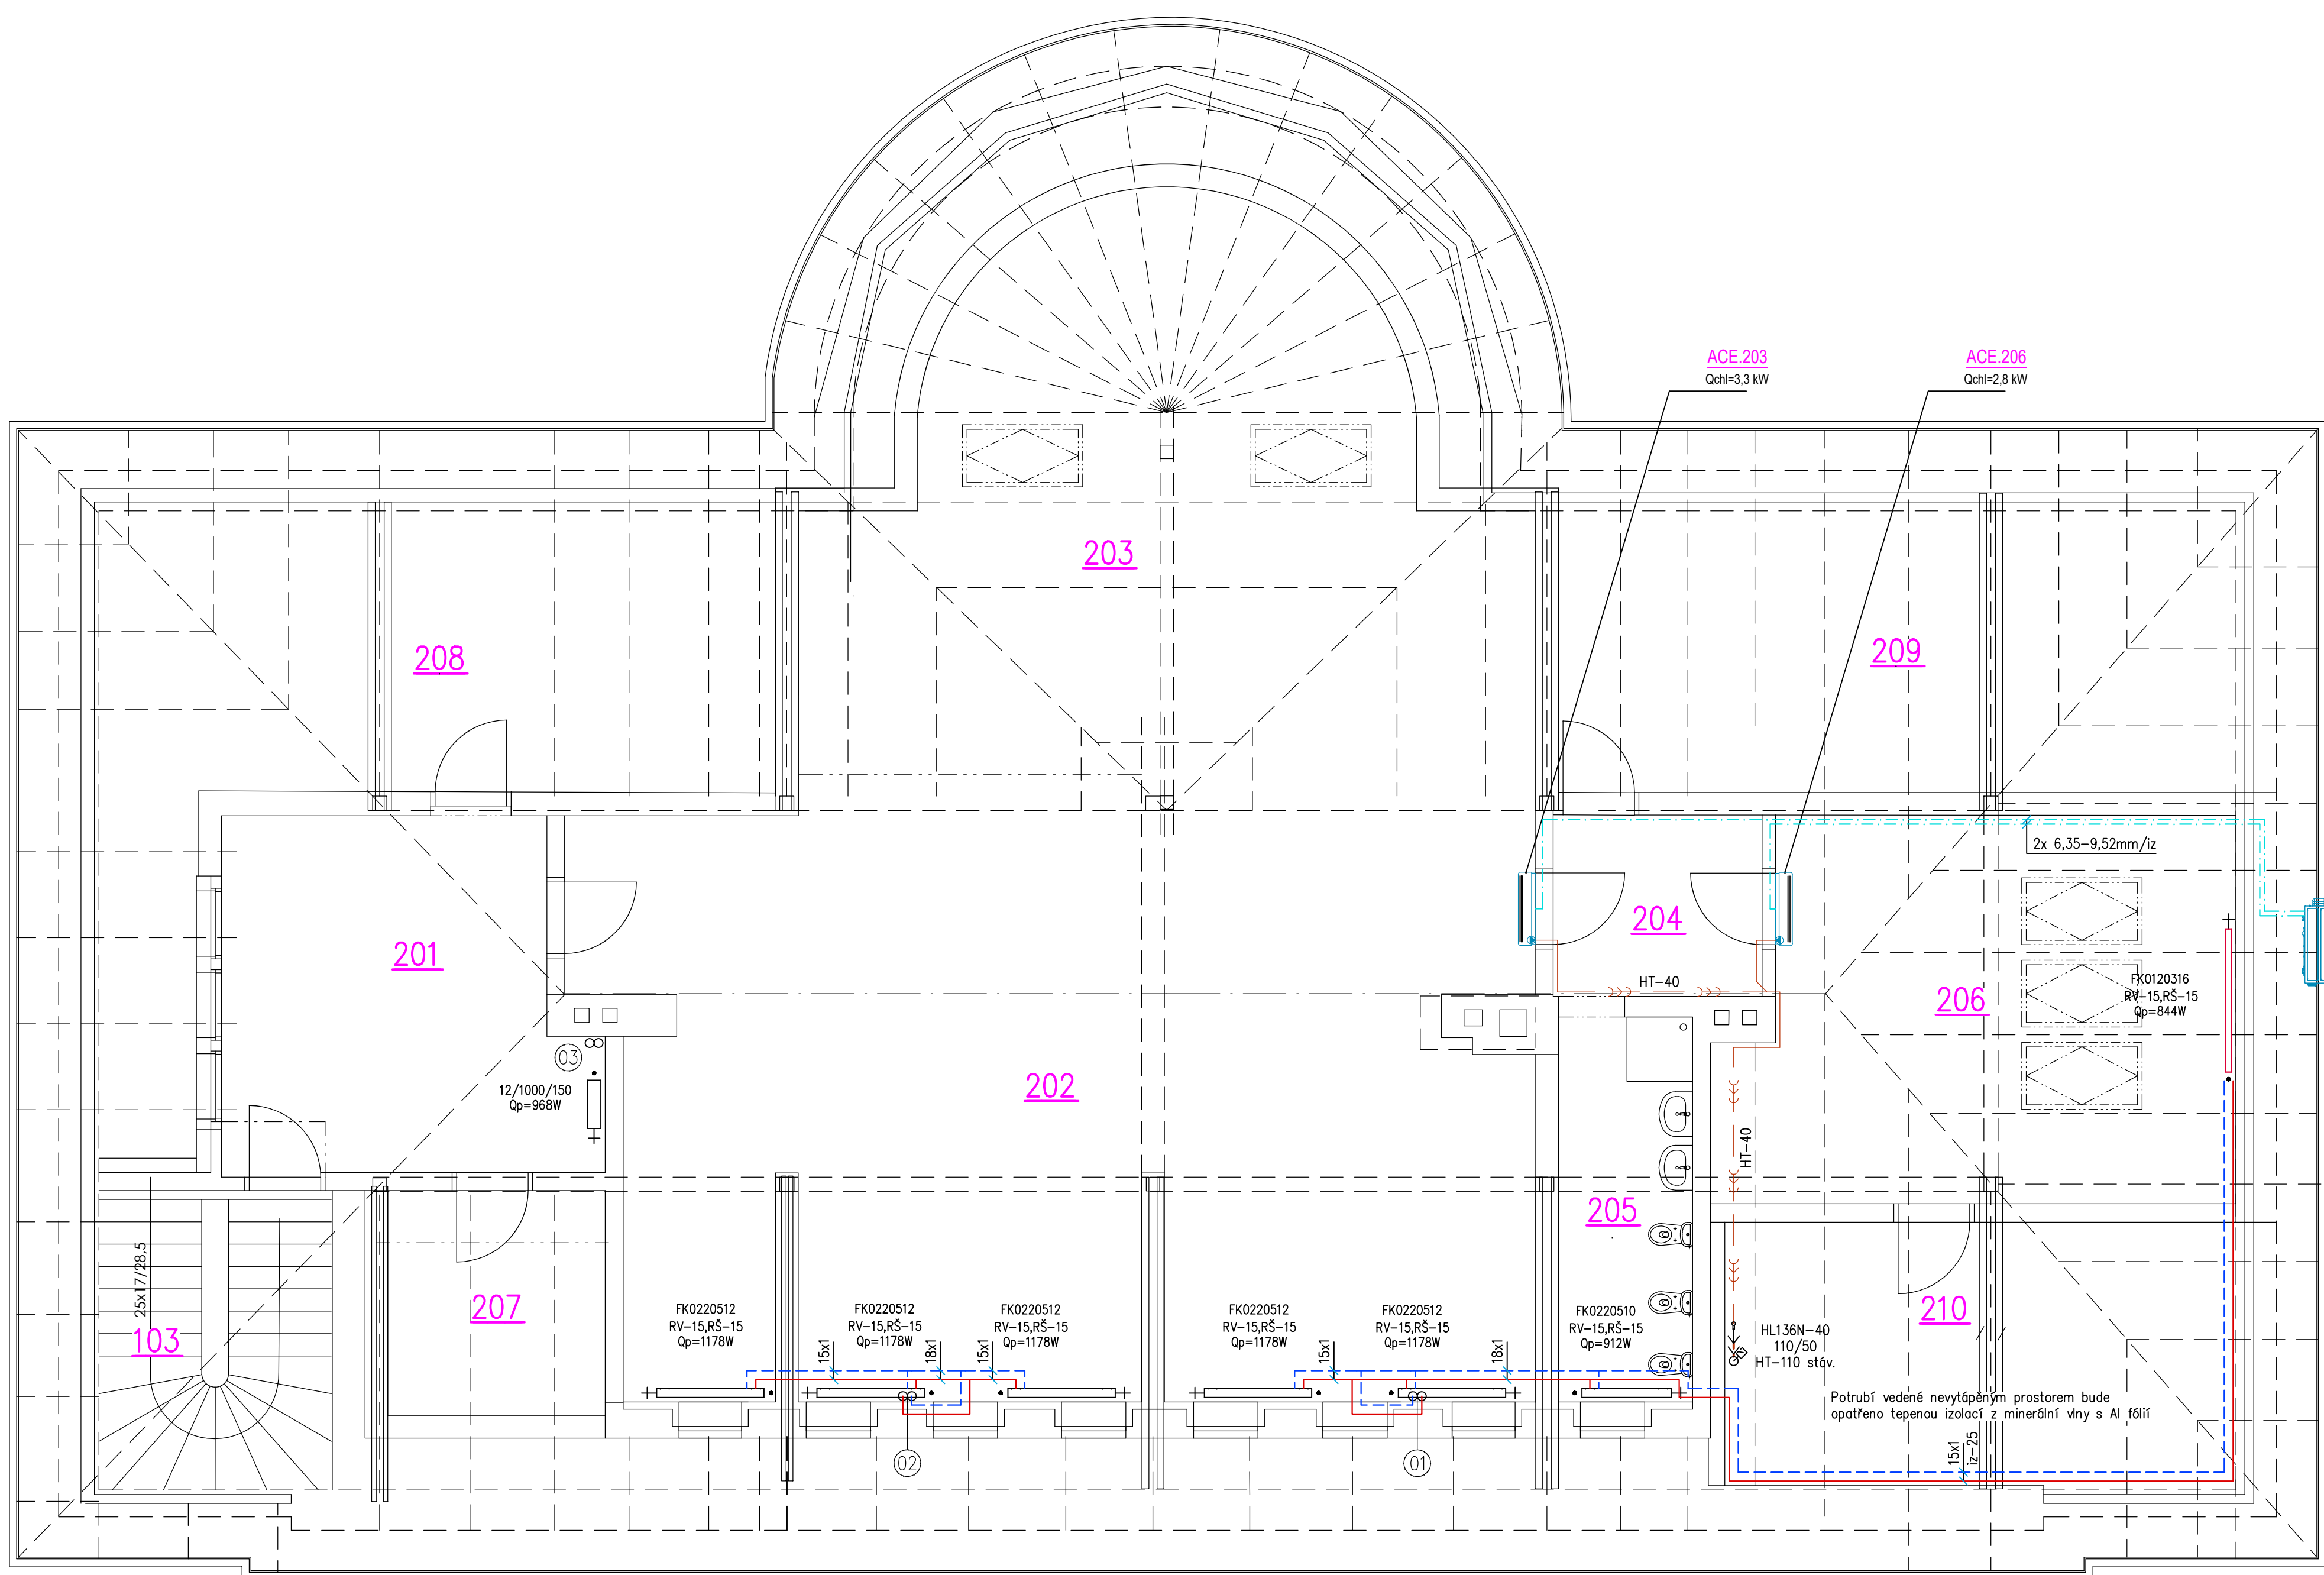 ACE.203
Qchl=3,3 kW
ACE.206
Qchl=2,8 kW
203
208
209
2x 6,35-9,52mm/iz
204
201
HT-40
206
FK0120316
RV-15,RŠ-15
Qp=844W
03
12/1000/150
Qp=968W
202
HT-40
205
25x17/28,5
103
207
FK0220512
RV-15,RŠ-15
Qp=1178W
FK0220512
RV-15,RŠ-15
Qp=1178W
FK0220512
RV-15,RŠ-15
Qp=1178W
FK0220512
RV-15,RŠ-15
Qp=1178W
FK0220512
RV-15,RŠ-15
Qp=1178W
FK0220510
RV-15,RŠ-15
Qp=912W
15x1
18x1
15x1
15x1
18x1
210
HL136N-40
110/50
HT-110 stáv.
Potrubí vedené nevytápěným prostorem bude
opatřeno tepenou izolací z minerální vlny s Al fólií
15x1
iz-25
02
01